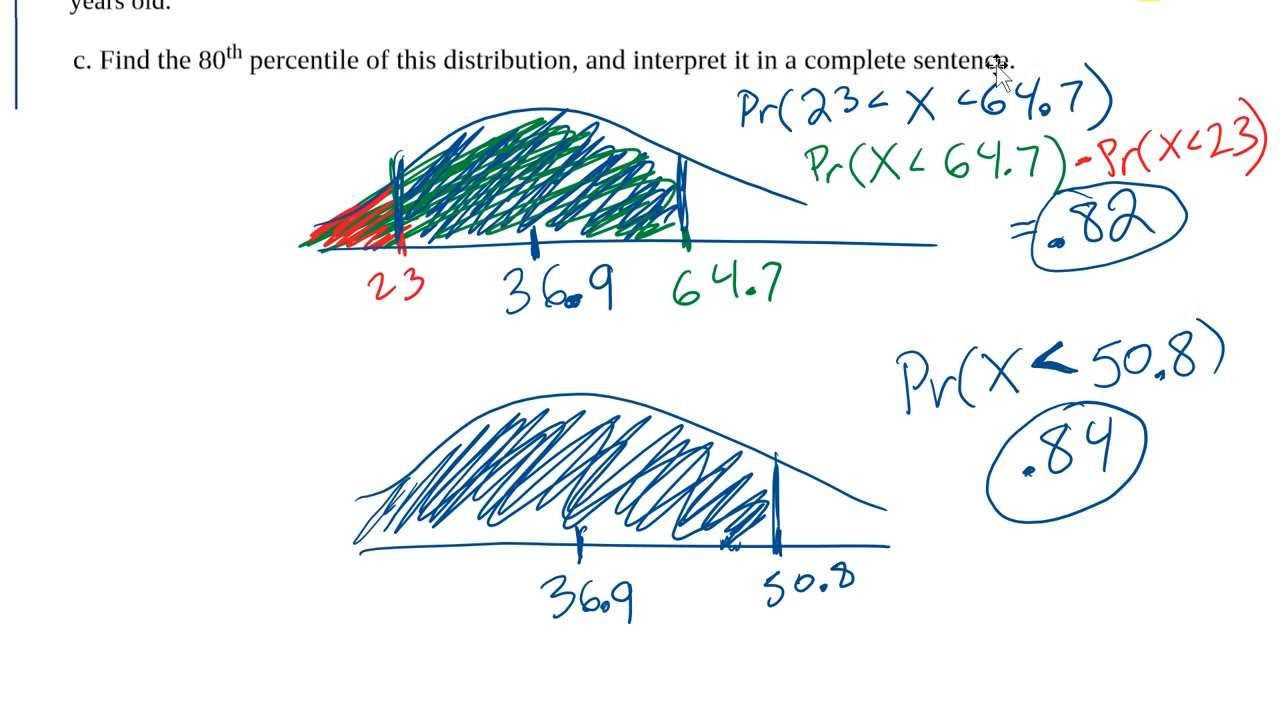 years old.
c. Find the 80th percentile of this distribution, and interpret it in a complete sentence.
Pr(23 < X < 64.7)
Pr(X < 64.7) - Pr(X < 23)
= .82
23 36.9 64.7
Pr(X < 50.8)
.84
36.9 50.8